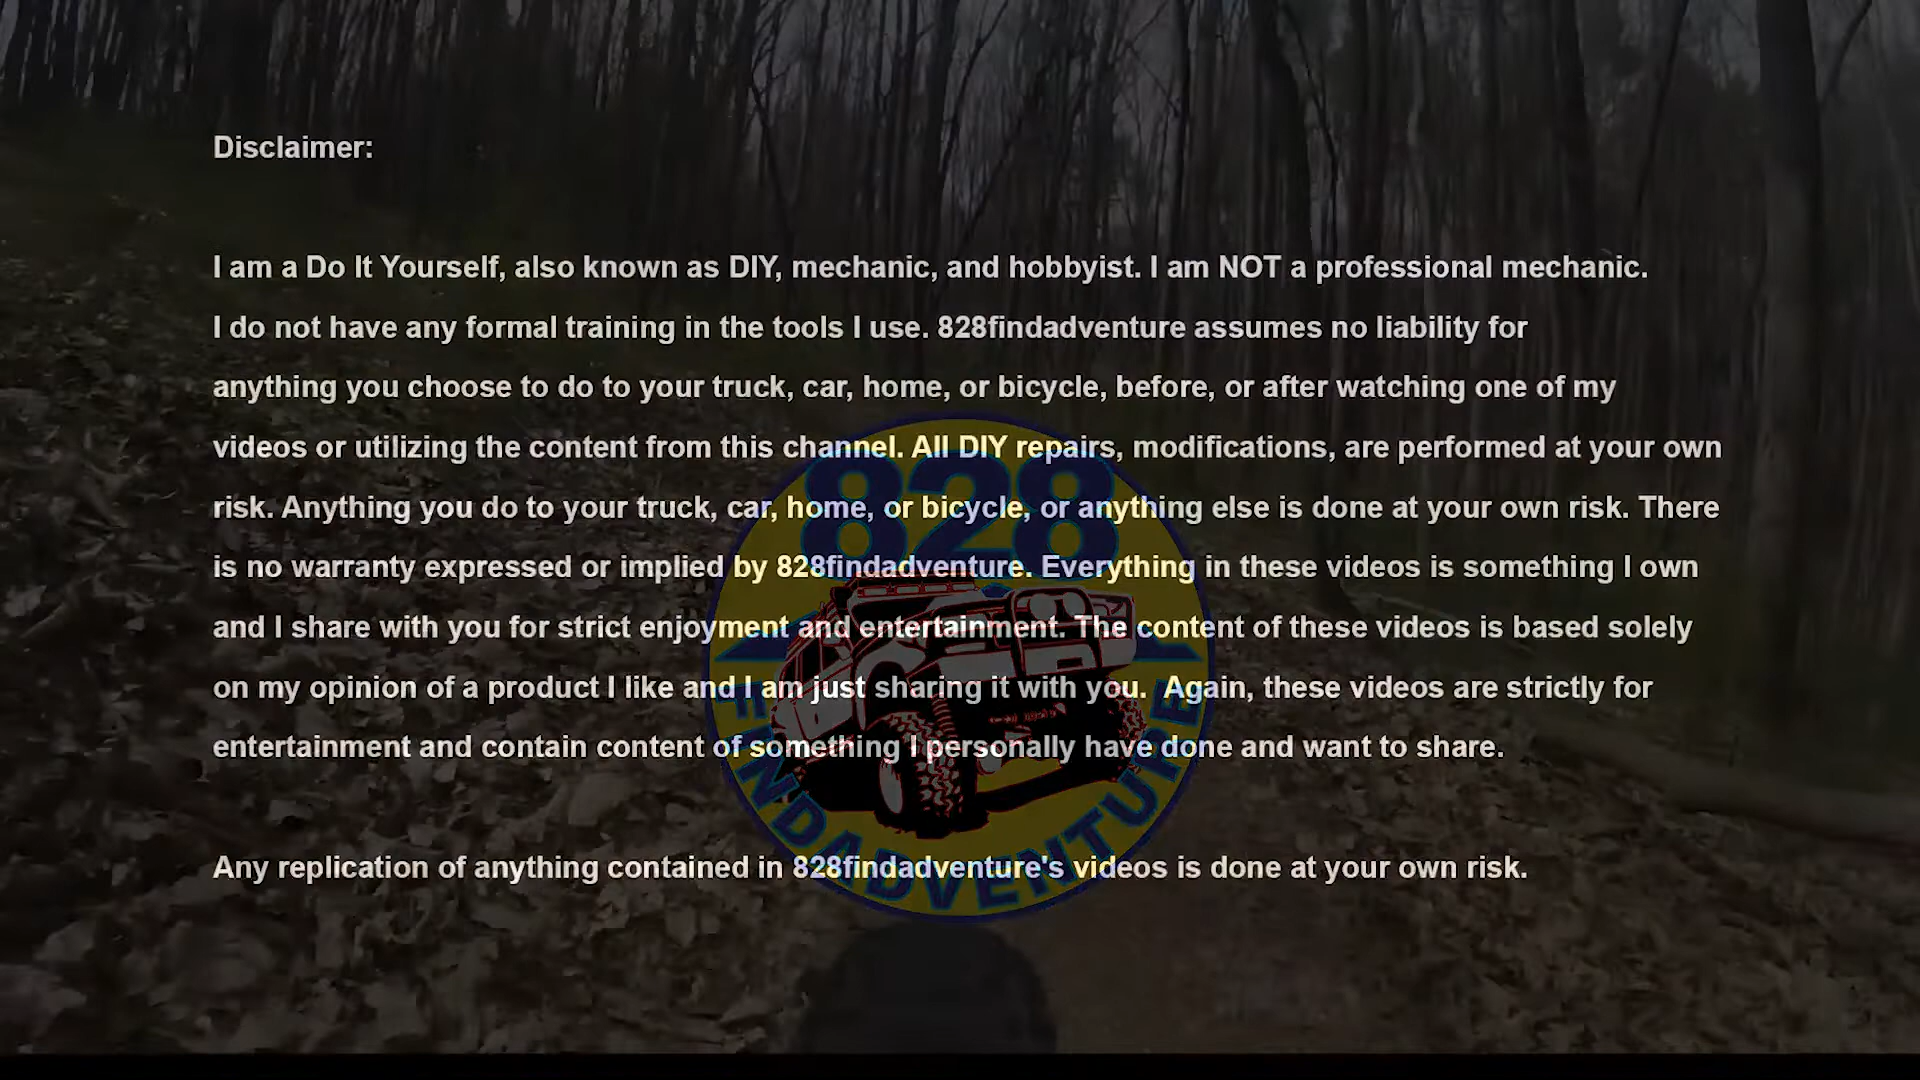 Disclaimer:
I am a Do It Yourself, also known as DIY, mechanic, and hobbyist. I am NOT a professional mechanic.
I do not have any formal training in the tools I use. 828findadventure assumes no liability for
anything you choose to do to your truck, car, home, or bicycle, before, or after watching one of my
videos or utilizing the content from this channel. All DIY repairs, modifications, are performed at your own
risk. Anything you do to your truck, car, home, or bicycle, or anything else is done at your own risk. There
is no warranty expressed or implied by 828findadventure. Everything in these videos is something I own
and I share with you for strict enjoyment and entertainment. The content of these videos is based solely
on my opinion of a product I like and I am just sharing it with you.  Again, these videos are strictly for
entertainment and contain content of something I personally have done and want to share.
Any replication of anything contained in 828findadventure's videos is done at your own risk.
828
FINDADVENTURE